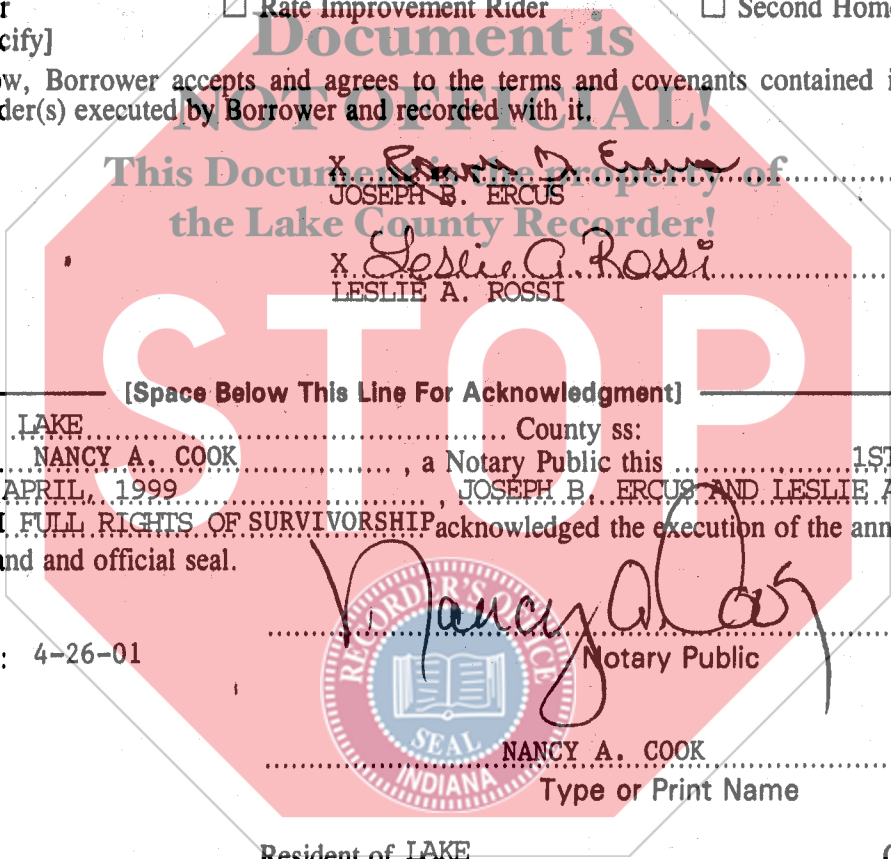 r □ Rate Improvement Rider □ Second Home
cify]
Document is
w, Borrower accepts and agrees to the terms and covenants contained i
der(s) executed by Borrower and recorded with it.
NOT OFFICIAL!
This Document is the property of
X
JOSEPH B. ERCUS
the Lake County Recorder!
X Leslie A. Rossi
LESLIE A. ROSSI
STOP
[Space Below This Line For Acknowledgment]
LAKE County ss:
NANCY A. COOK , a Notary Public this 1ST
APRIL, 1999 , JOSEPH B. ERCUS AND LESLIE A
FULL RIGHTS OF SURVIVORSHIP acknowledged the execution of the ann
and and official seal.
Nancy A. Cook
: 4-26-01 Notary Public
RECORDER'S OFFICE
SEAL
INDIANA
NANCY A. COOK
Type or Print Name
Resident of LAKE